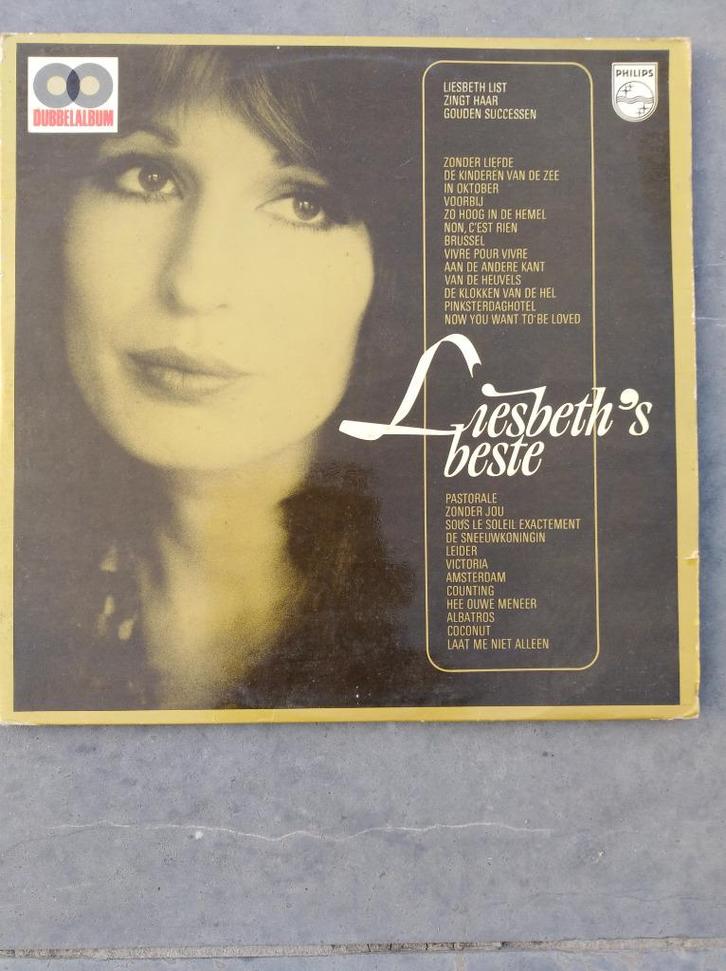 DUBBELALBUM
PHILIPS
LIESBETH LIST
ZINGT HAAR
GOUDEN SUCCESSEN
ZONDER LIEFDE
DE KINDEREN VAN DE ZEE
IN OKTOBER
VOORBIJ
ZO HOOG IN DE HEMEL
NON, C'EST RIEN
BRUSSEL
VIVRE POUR VIVRE
AAN DE ANDERE KANT
VAN DE HEUVELS
DE KLOKKEN VAN DE HEL
PINKSTERDAGHOTEL
NOW YOU WANT TO BE LOVED
Liesbeth's
beste
PASTORALE
ZONDER JOU
SOUS LE SOLEIL EXACTEMENT
DE SNEEUWKONINGIN
LEIDER
VICTORIA
AMSTERDAM
COUNTING
HEE OUWE MENEER
ALBATROS
COCONUT
LAAT ME NIET ALLEEN